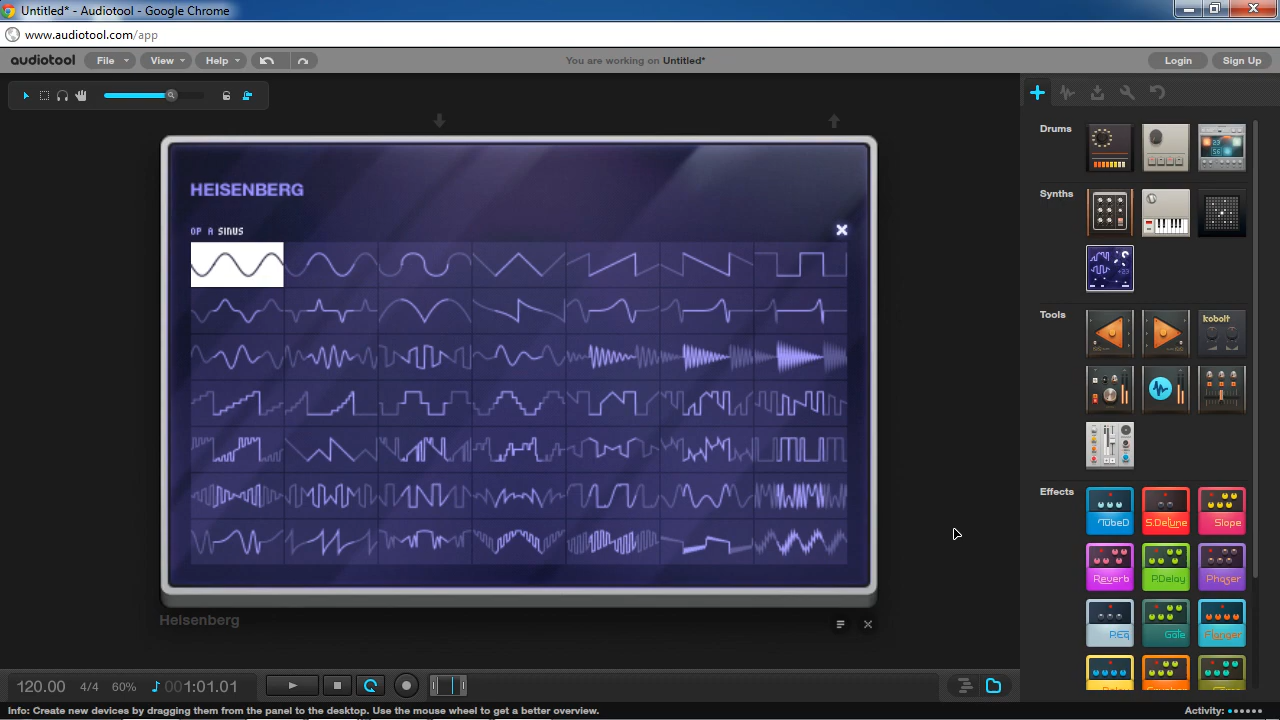 Untitled* - Audiotool - Google Chrome
www.audiotool.com/app
audiotool File View Help You are working on Untitled* Login Sign Up
Drums
HEISENBERG
Synths
OP A SINUS
Tools
kobolt
Effects
TubeD S.Detune Slope
Reverb P.Delay Phaser
P.Eq Gate Flanger
Heisenberg
120.00 4/4 60% 001:01.01
Info: Create new devices by dragging them from the panel to the desktop. Use the mouse wheel to get a better overview. Activity: